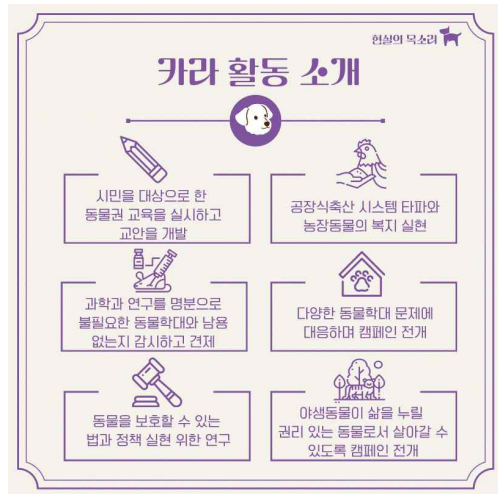 현실의 목소리
카라 활동 소개
시민을 대상으로 한
동물권 교육을 실시하고
교안을 개발
공장식축산 시스템 타파와
농장동물의 복지 실현
과학과 연구를 명분으로
불필요한 동물학대와 남용
없는지 감시하고 견제
다양한 동물학대 문제에
대응하며 캠페인 전개
동물을 보호할 수 있는
법과 정책 실현 위한 연구
야생동물이 삶을 누릴
권리 있는 동물로서 살아갈 수
있도록 캠페인 전개